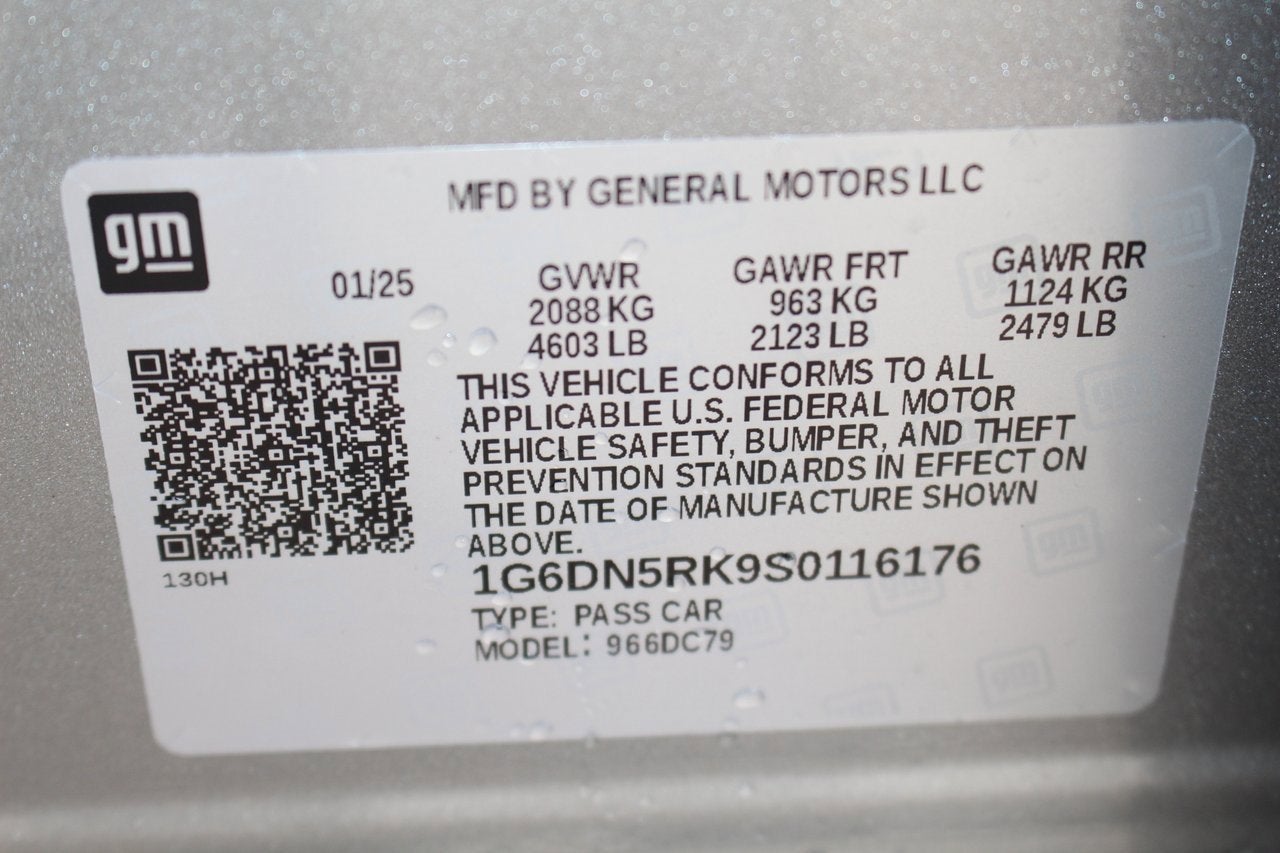 gm
MFD BY GENERAL MOTORS LLC
01/25 GVWR GAWR FRT GAWR RR
2088 KG 963 KG 1124 KG
4603 LB 2123 LB 2479 LB
THIS VEHICLE CONFORMS TO ALL
APPLICABLE U.S. FEDERAL MOTOR
VEHICLE SAFETY, BUMPER, AND THEFT
PREVENTION STANDARDS IN EFFECT ON
THE DATE OF MANUFACTURE SHOWN
ABOVE.
130H
1G6DN5RK9S0116176
TYPE: PASS CAR
MODEL: 966DC79